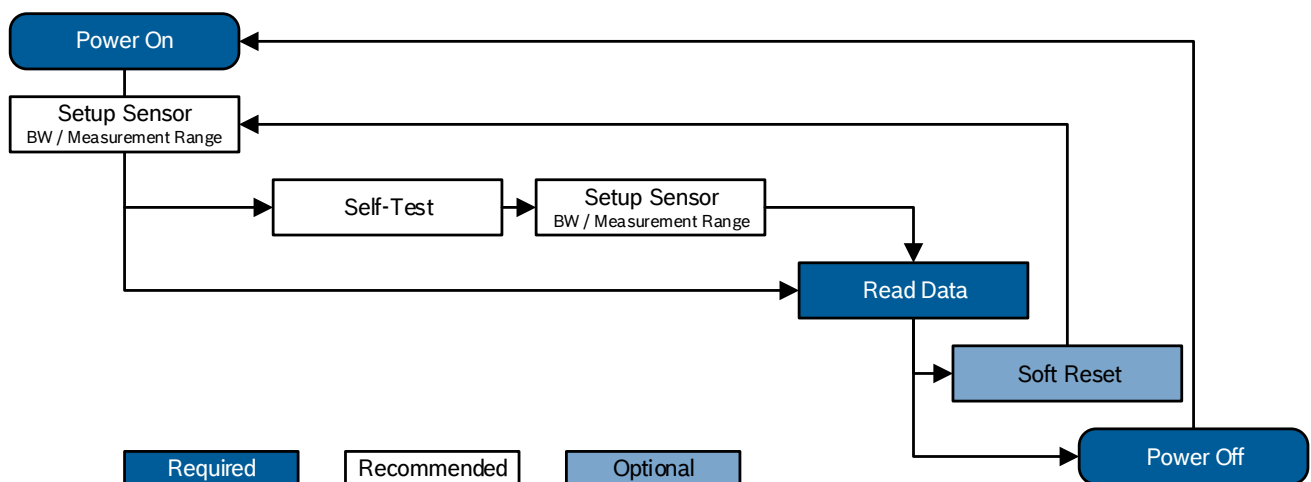 Power On
Setup Sensor
BW / Measurement Range
Self-Test
Setup Sensor
BW / Measurement Range
Read Data
Soft Reset
Power Off
Required
Recommended
Optional